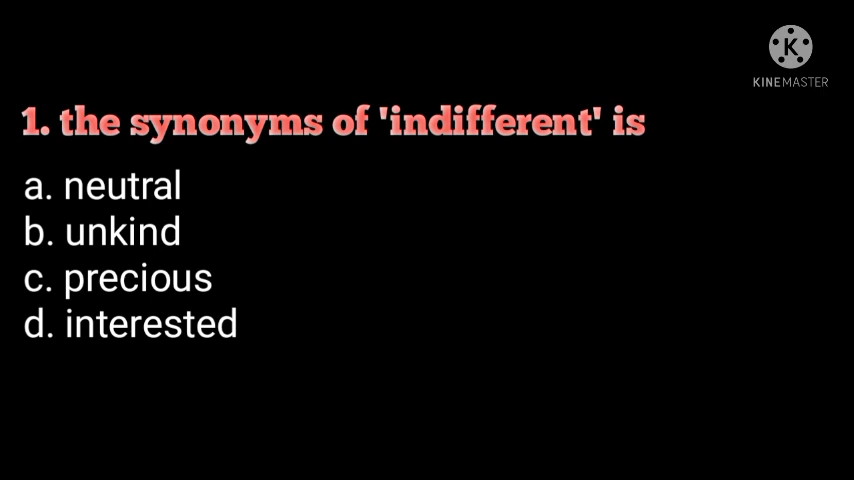 K
KINEMASTER
1. the synonyms of 'indifferent' is
a. neutral
b. unkind
c. precious
d. interested